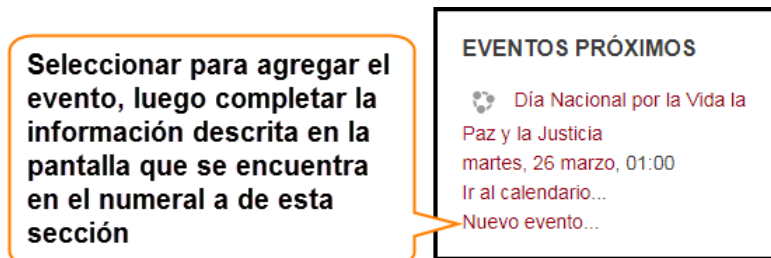 Seleccionar para agregar el
evento, luego completar la
información descrita en la
pantalla que se encuentra
en el numeral a de esta
sección
EVENTOS PRÓXIMOS
Día Nacional por la Vida la
Paz y la Justicia
martes, 26 marzo, 01:00
Ir al calendario...
Nuevo evento...